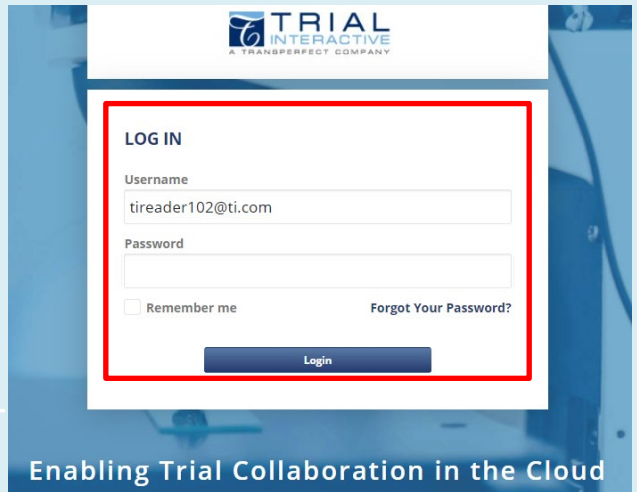 TRIAL
INTERACTIVE
A TRANSPERFECT COMPANY
LOG IN
Username
tireader102@ti.com
Password
Remember me Forgot Your Password?
Login
Enabling Trial Collaboration in the Cloud